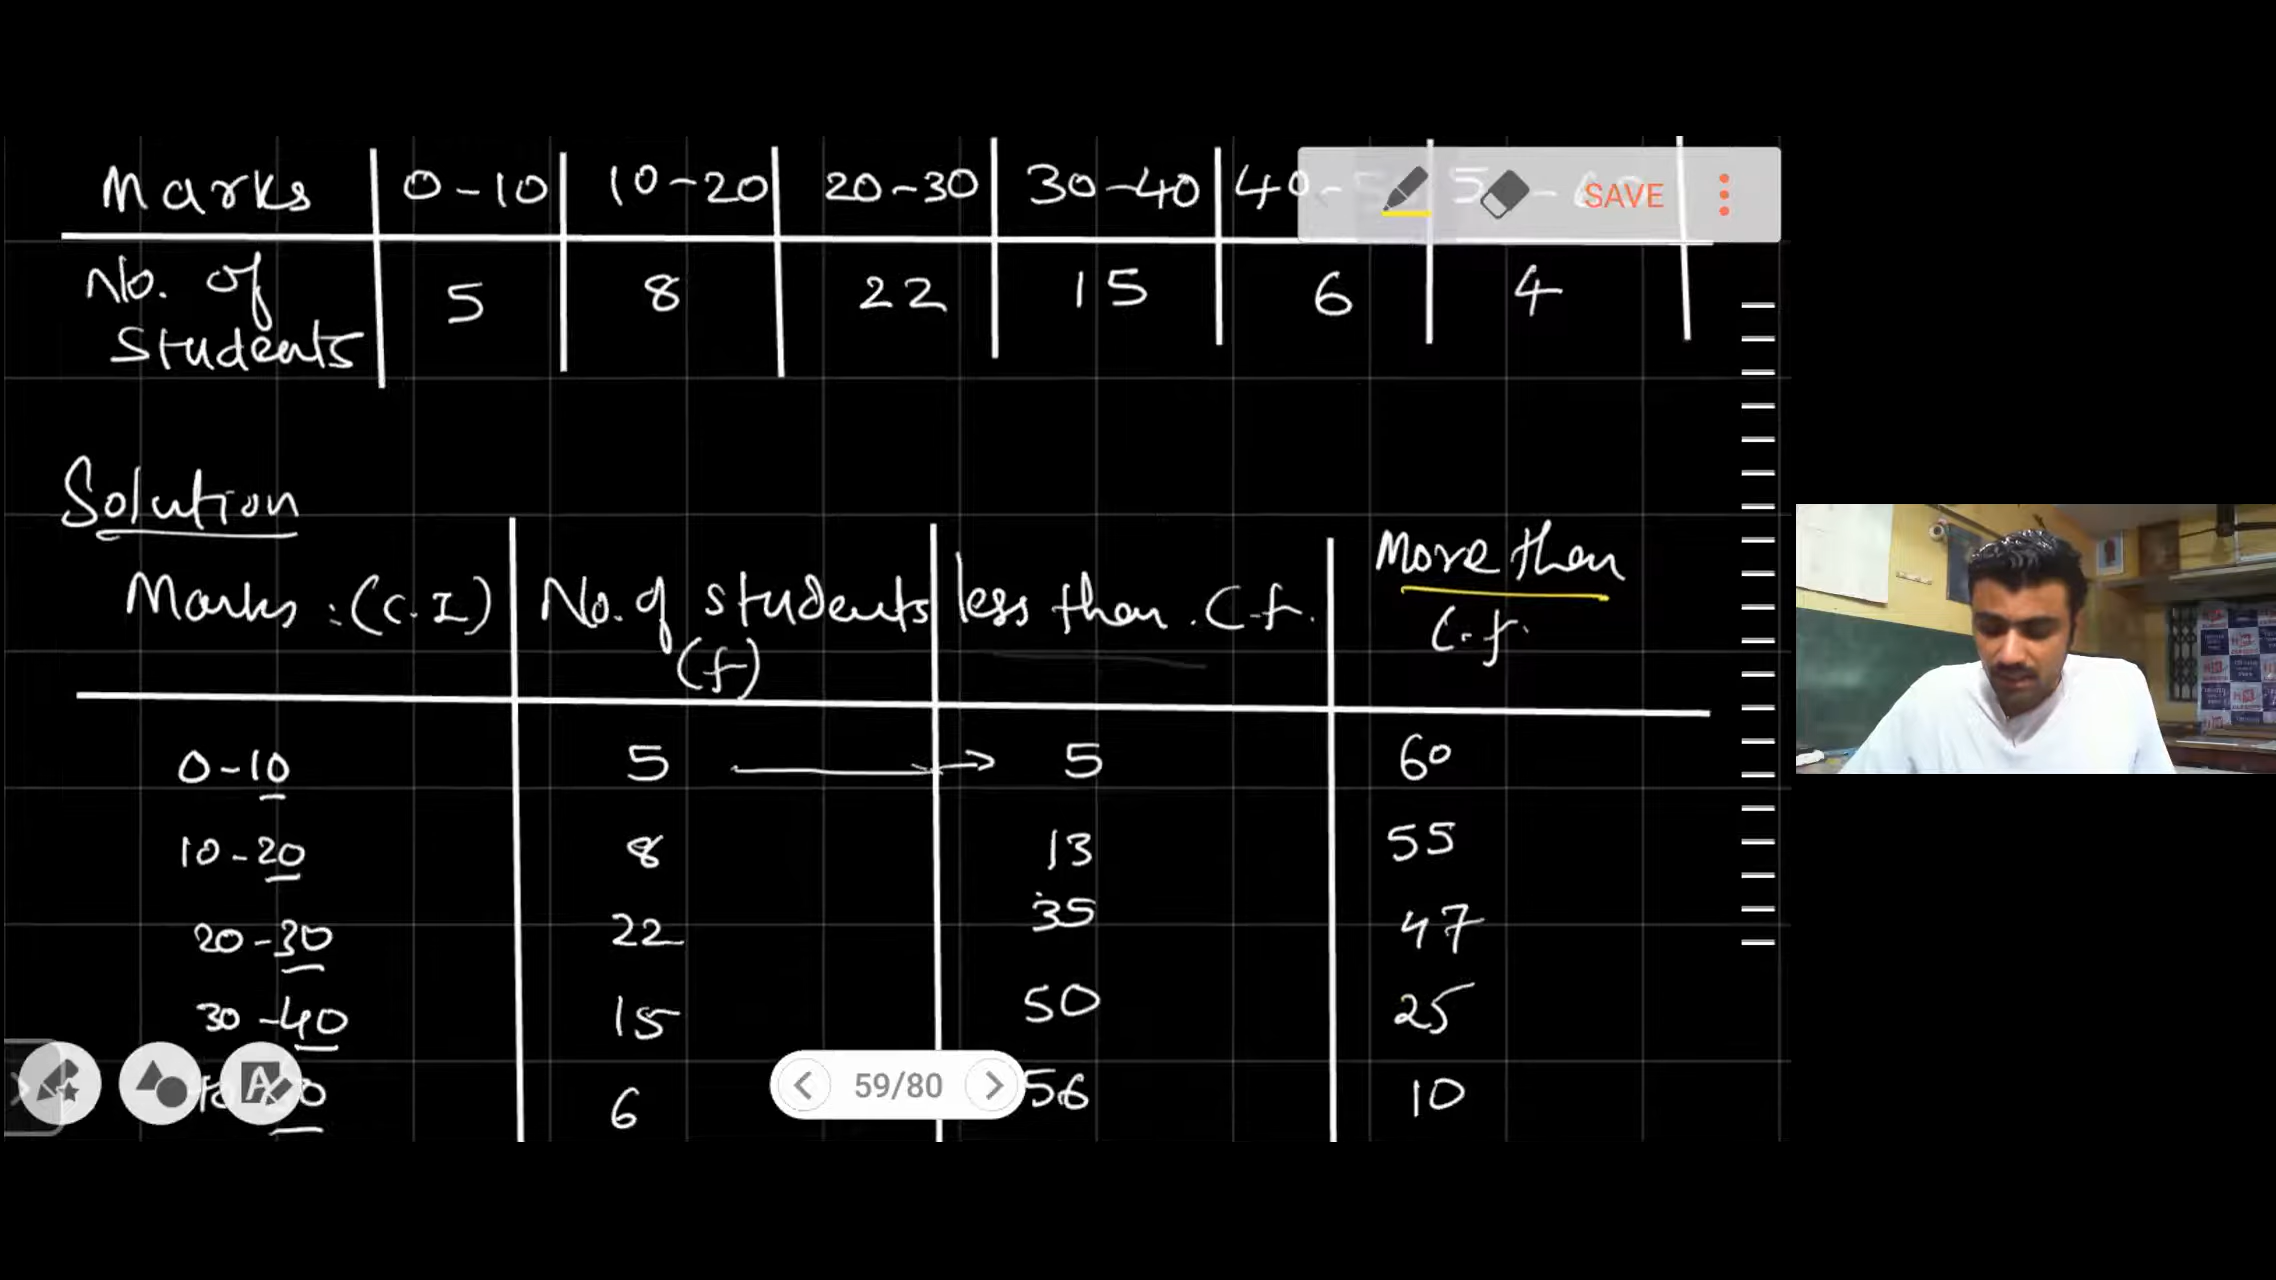 Marks 0-10 10-20 20-30 30-40 40- SAVE
No. of
Students 5 8 22 15 6 4
Solution
Marks :(C.I) No. of students (f) less than. C.f. More than C.f.
0-10 5 5 60
10-20 8 13 55
20-30 22 35 47
30-40 15 50 25
6 56 10
59/80